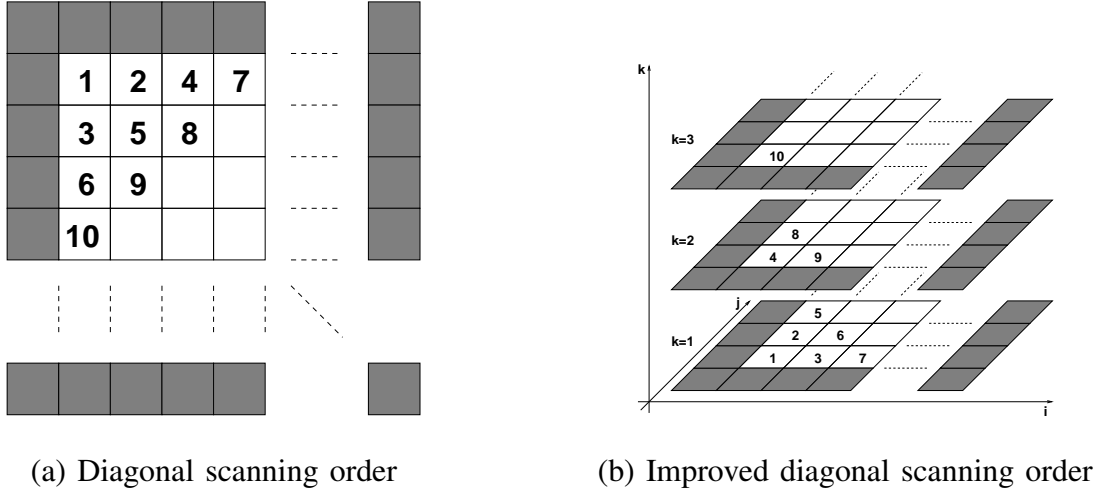 1 2 4 7
3 5 8
6 9
10
(a) Diagonal scanning order
k
k=3
10
k=2
8
4 9
j
k=1
5
2 6
1 3 7
i
(b) Improved diagonal scanning order